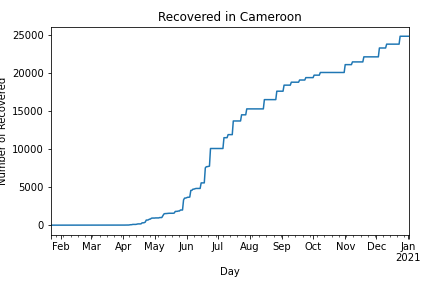 Recovered in Cameroon
Number of Recovered
25000
20000
15000
10000
5000
0
Feb Mar Apr May Jun Jul Aug Sep Oct Nov Dec Jan
2021
Day